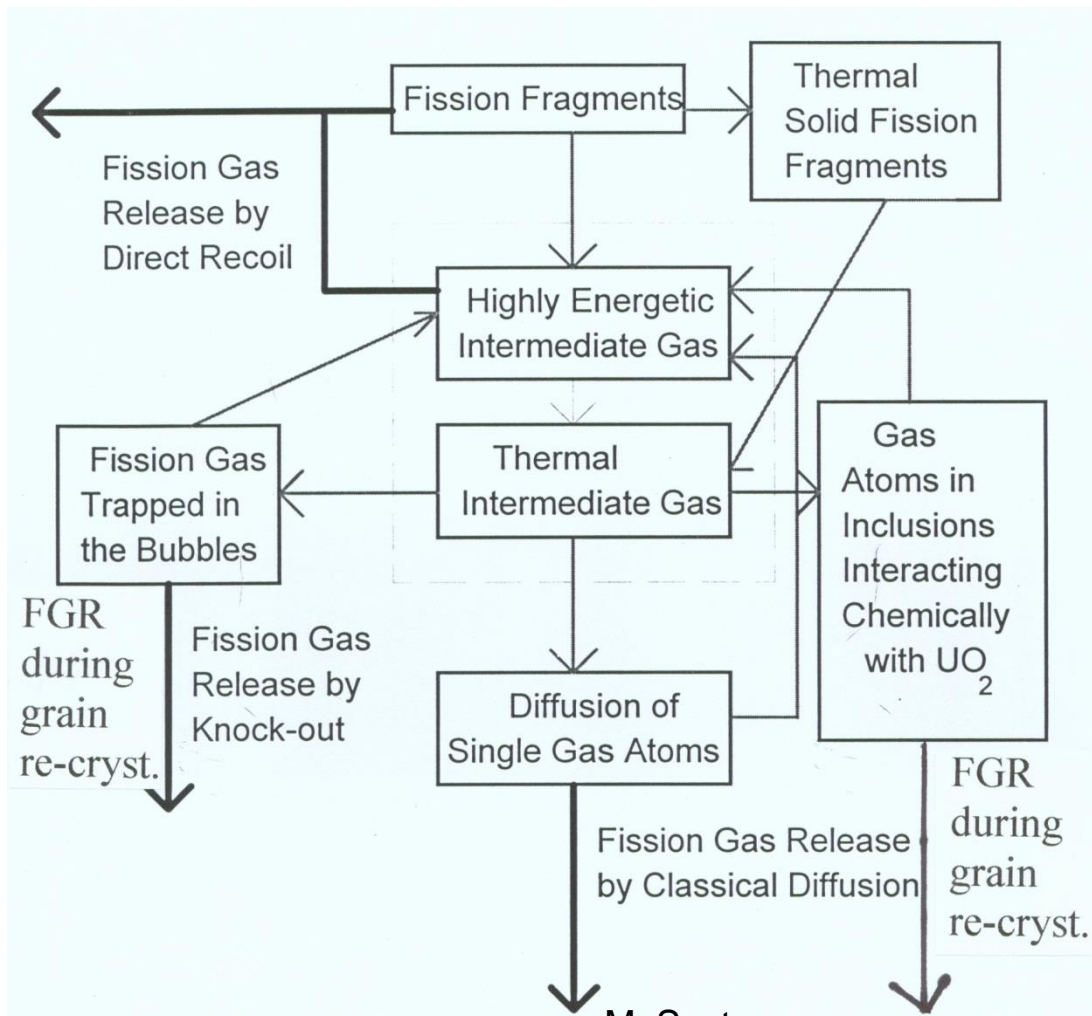 Fission Fragments
Thermal
Solid Fission
Fragments
Fission Gas
Release by
Direct Recoil
Highly Energetic
Intermediate Gas
Fission Gas
Trapped in
the Bubbles
Thermal
Intermediate Gas
Gas
Atoms in
Inclusions
Interacting
Chemically
with UO2
FGR
during
grain
re-cryst.
Fission Gas
Release by
Knock-out
Diffusion of
Single Gas Atoms
Fission Gas Release
by Classical Diffusion
FGR
during
grain
re-cryst.